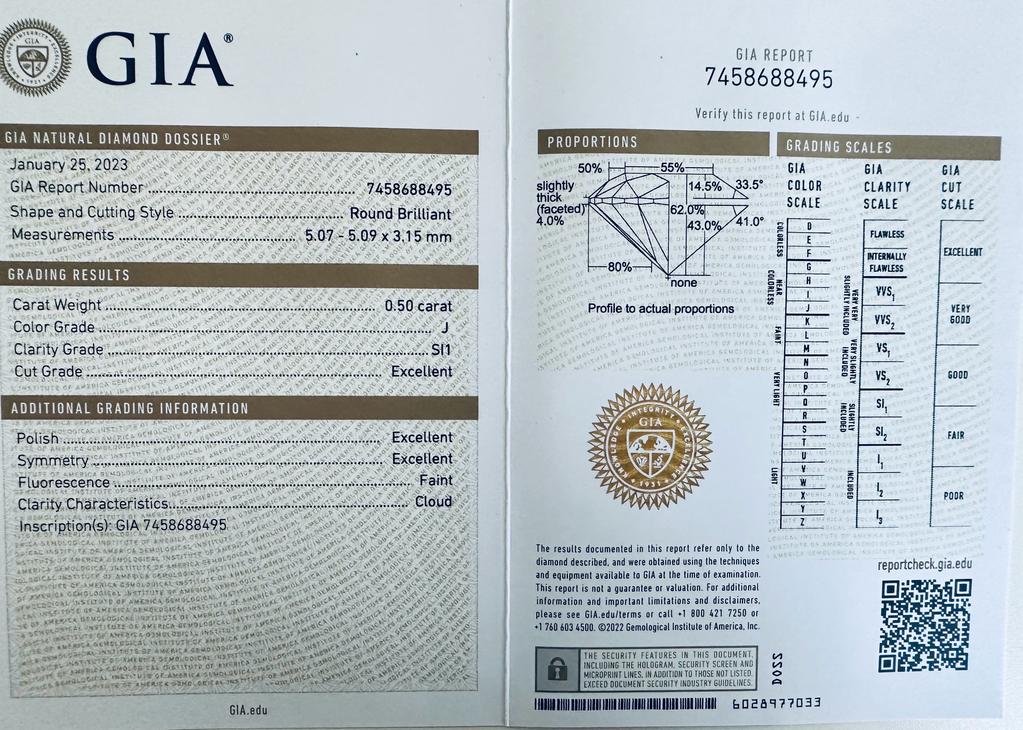 GIA®
GIA NATURAL DIAMOND DOSSIER®
January 25, 2023
GIA Report Number 7458688495
Shape and Cutting Style Round Brilliant
Measurements 5.07 - 5.09 x 3.15 mm
GRADING RESULTS
Carat Weight 0.50 carat
Color Grade J
Clarity Grade SI1
Cut Grade Excellent
ADDITIONAL GRADING INFORMATION
Polish Excellent
Symmetry Excellent
Fluorescence Faint
Clarity Characteristics Cloud
Inscription(s): GIA 7458688495
GIA.edu
GIA REPORT
7458688495
Verify this report at GIA.edu
PROPORTIONS
50%
55%
slightly
thick
(faceted)
4.0%
14.5%
33.5°
62.0%
43.0%
41.0°
80%
none
Profile to actual proportions
GIA
INTEGRITY
KNOWLEDGE
EXCELLENCE
1931
The results documented in this report refer only to the
diamond described, and were obtained using the techniques
and equipment available to GIA at the time of examination.
This report is not a guarantee or valuation. For additional
information and important limitations and disclaimers,
please see GIA.edu/terms or call +1 800 421 7250 or
+1 760 603 4500. ©2022 Gemological Institute of America, Inc.
THE SECURITY FEATURES IN THIS DOCUMENT,
INCLUDING THE HOLOGRAM, SECURITY SCREEN AND
MICROPRINT LINES, IN ADDITION TO THOSE NOT LISTED,
EXCEED DOCUMENT SECURITY INDUSTRY GUIDELINES.
DO22
6028977033
GRADING SCALES
GIA
COLOR
SCALE
COLORLESS
NEAR
COLORLESS
FAINT
VERY LIGHT
LIGHT
D
E
F
G
H
I
J
K
L
M
N
O
P
Q
R
S
T
U
V
W
X
Y
Z
GIA
CLARITY
SCALE
FLAWLESS
INTERNALLY
FLAWLESS
VERY VERY
SLIGHTLY INCLUDED
VVS1
VVS2
VERY SLIGHTLY
INCLUDED
VS1
VS2
SLIGHTLY
INCLUDED
SI1
SI2
INCLUDED
I1
I2
I3
GIA
CUT
SCALE
EXCELLENT
VERY
GOOD
GOOD
FAIR
POOR
reportcheck.gia.edu